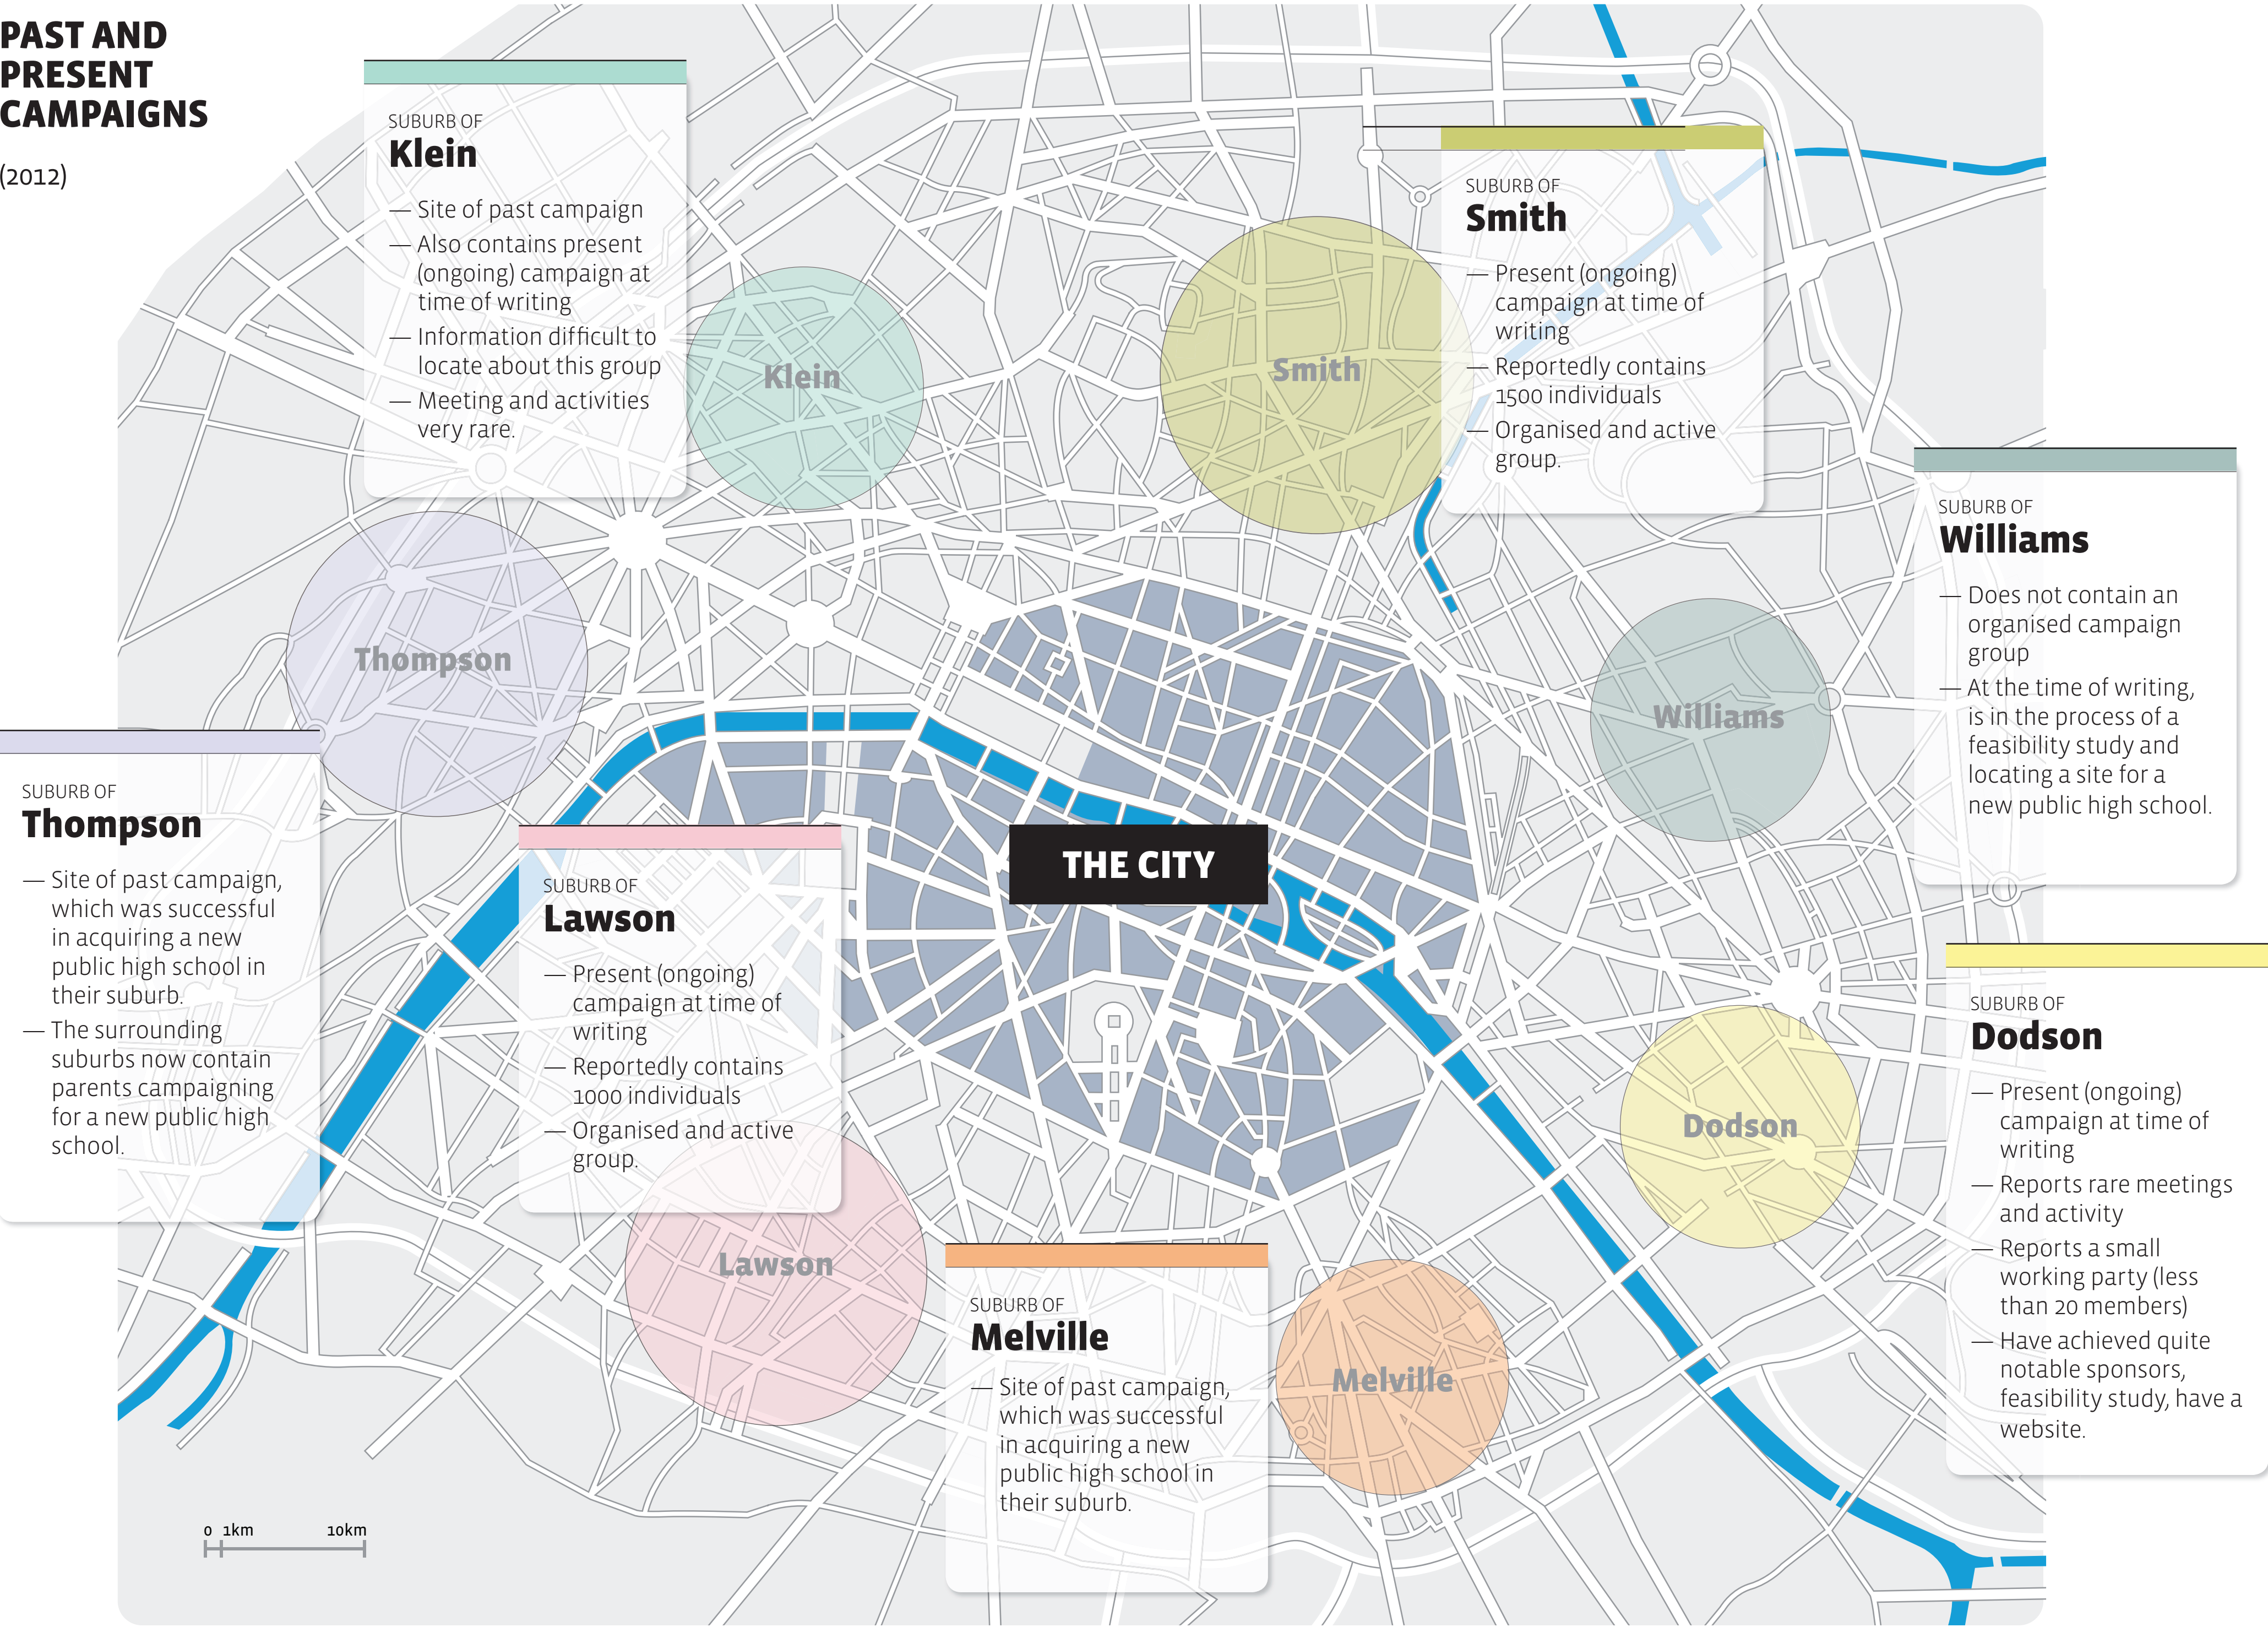 PAST AND
PRESENT
CAMPAIGNS
(2012)
SUBURB OF
Klein
— Site of past campaign
— Also contains present
(ongoing) campaign at
time of writing
— Information difficult to
locate about this group
— Meeting and activities
very rare.
Klein
SUBURB OF
Smith
— Present (ongoing)
campaign at time of
writing
— Reportedly contains
1500 individuals
— Organised and active
group.
Smith
SUBURB OF
Williams
— Does not contain an
organised campaign
group
— At the time of writing,
is in the process of a
feasibility study and
locating a site for a
new public high school.
Williams
Thompson
SUBURB OF
Thompson
— Site of past campaign,
which was successful
in acquiring a new
public high school in
their suburb.
— The surrounding
suburbs now contain
parents campaigning
for a new public high
school.
THE CITY
SUBURB OF
Lawson
— Present (ongoing)
campaign at time of
writing
— Reportedly contains
1000 individuals
— Organised and active
group.
Lawson
SUBURB OF
Melville
— Site of past campaign,
which was successful
in acquiring a new
public high school in
their suburb.
Melville
SUBURB OF
Dodson
— Present (ongoing)
campaign at time of
writing
— Reports rare meetings
and activity
— Reports a small
working party (less
than 20 members)
— Have achieved quite
notable sponsors,
feasibility study, have a
website.
Dodson
0 1km 10km